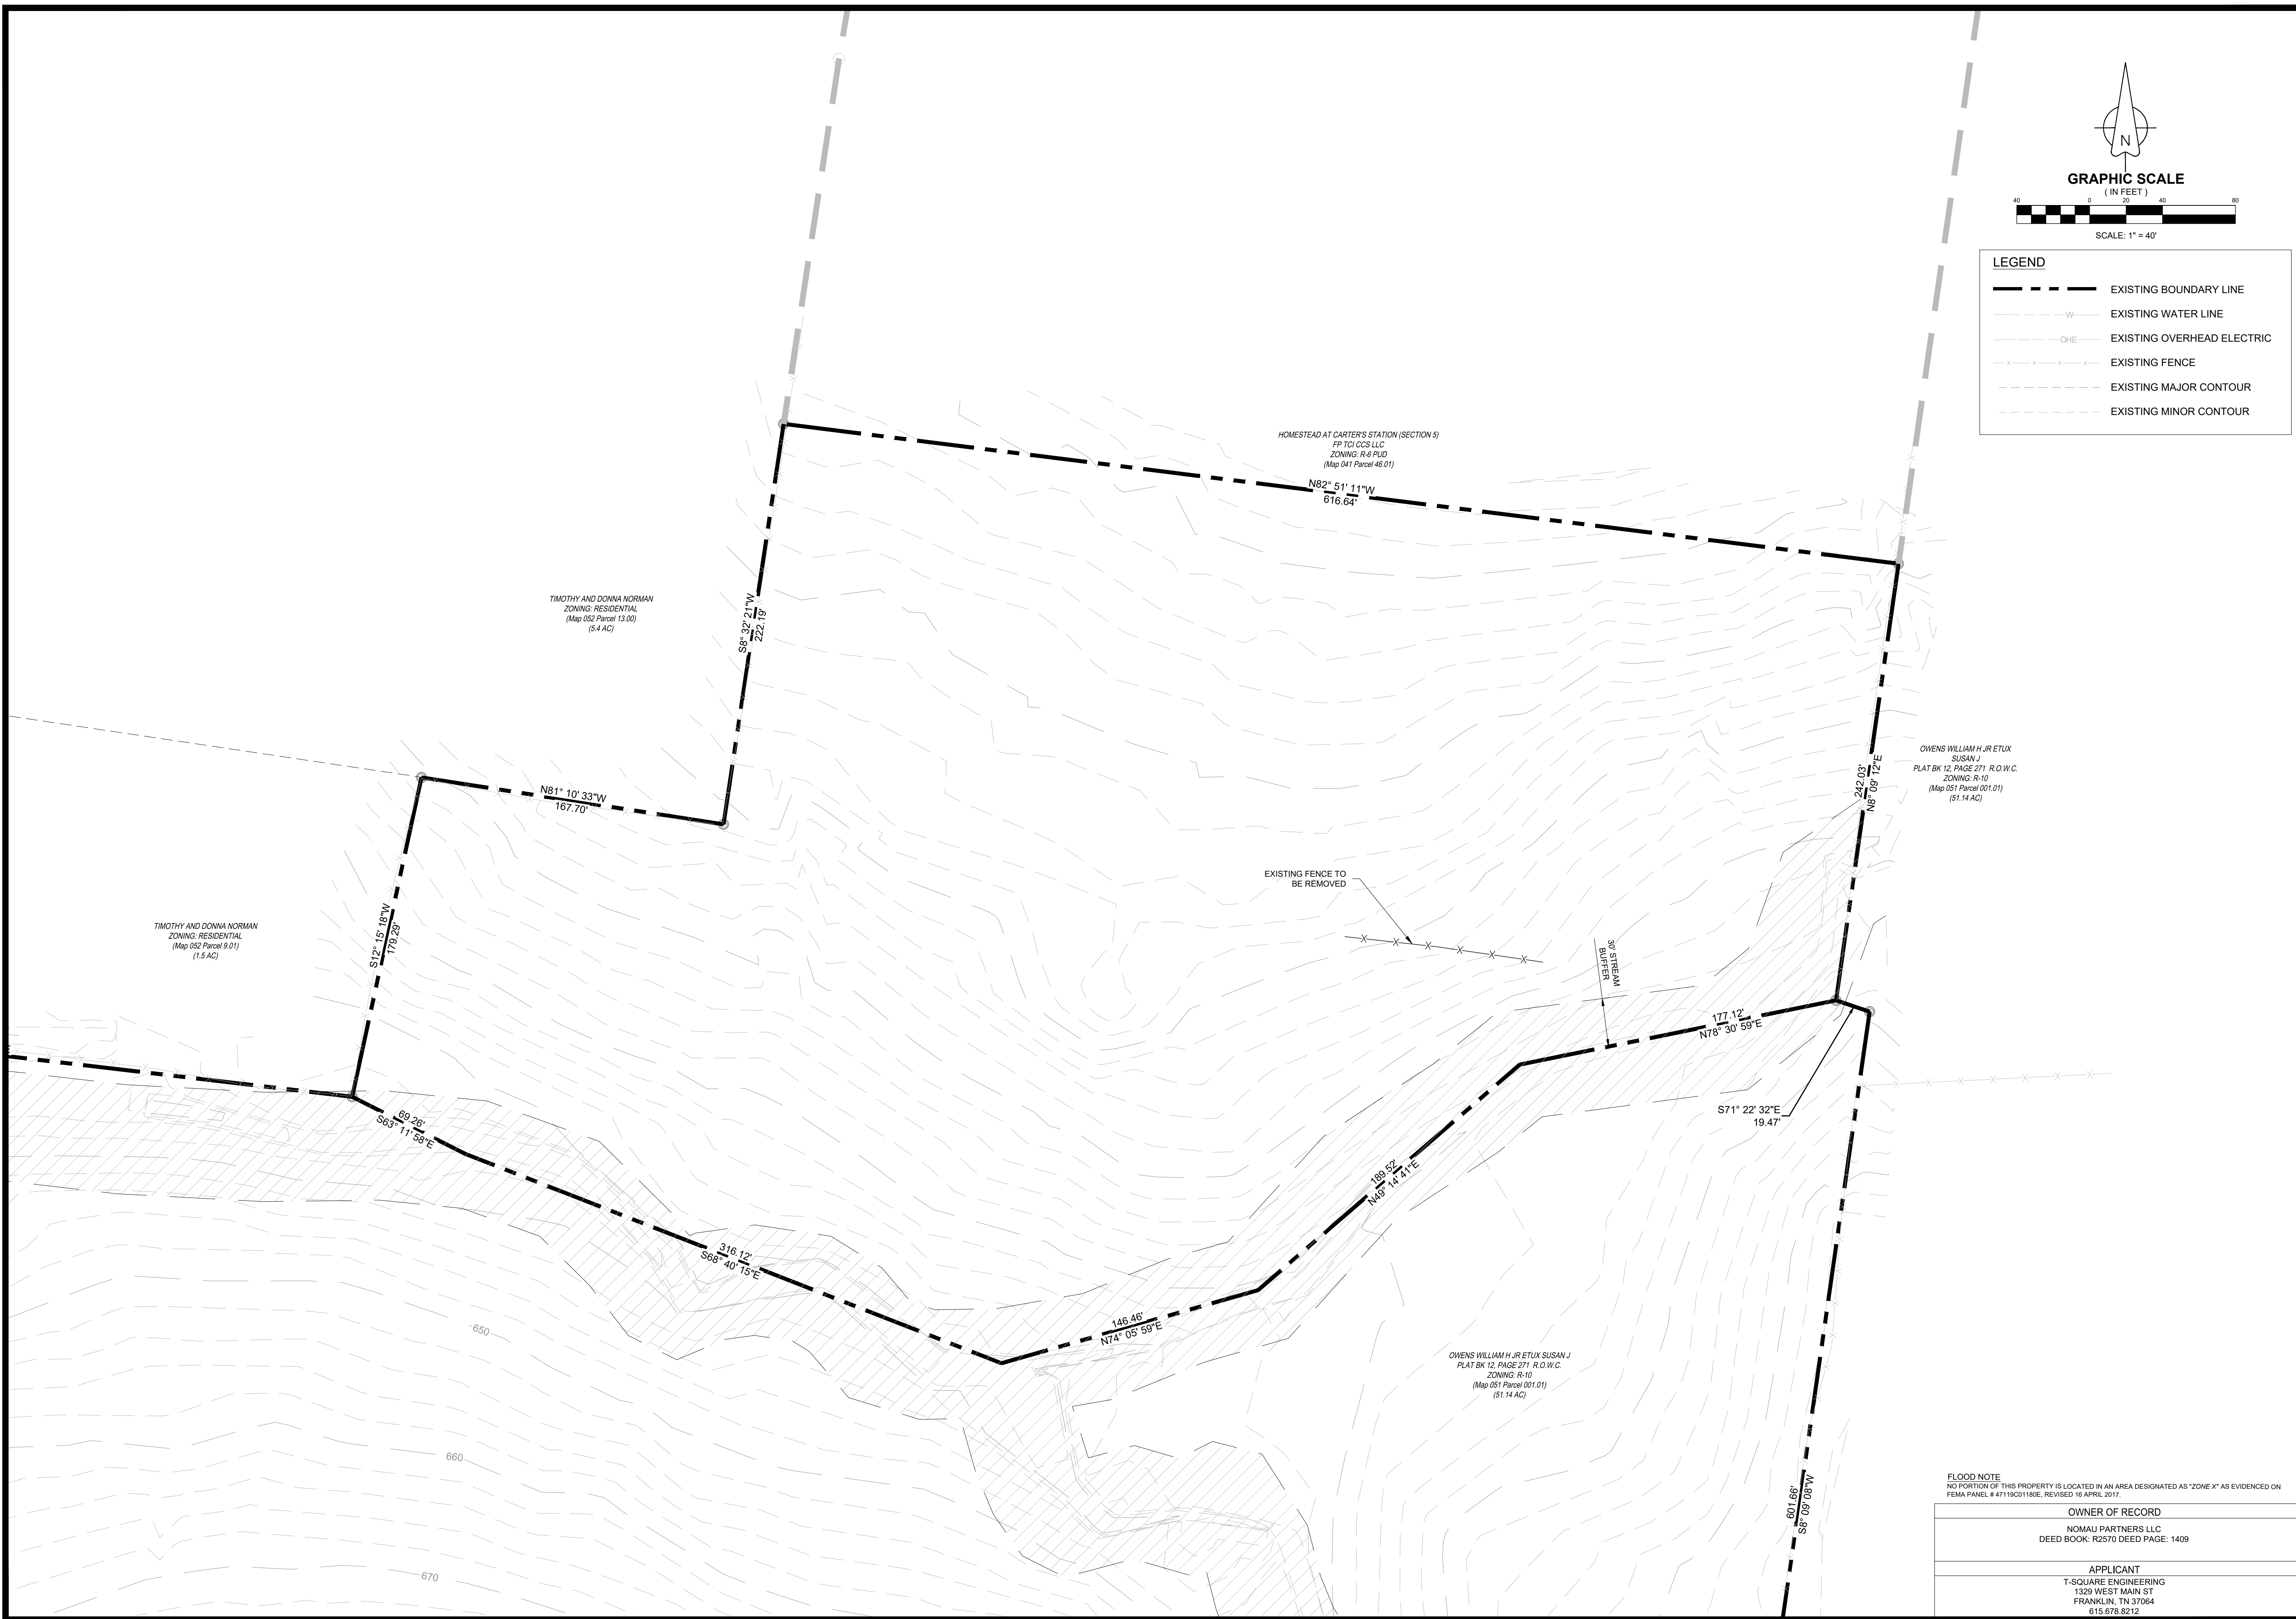 N
GRAPHIC SCALE
( IN FEET )
40 0 20 40 80
SCALE: 1" = 40'
LEGEND
EXISTING BOUNDARY LINE
W
EXISTING WATER LINE
OHE
EXISTING OVERHEAD ELECTRIC
x x x x
EXISTING FENCE
EXISTING MAJOR CONTOUR
EXISTING MINOR CONTOUR
HOMESTEAD AT CARTER'S STATION (SECTION 5)
FP TCI CCS LLC
ZONING: R-6 PUD
(Map 041 Parcel 46.01)
N82° 51' 11"W
616.64'
TIMOTHY AND DONNA NORMAN
ZONING: RESIDENTIAL
(Map 052 Parcel 13.00)
(5.4 AC)
S8° 32' 21"W
222.19'
N81° 10' 33"W
167.70'
OWENS WILLIAM H JR ETUX
SUSAN J
PLAT BK 12, PAGE 271 R.O.W.C.
ZONING: R-10
(Map 051 Parcel 001.01)
(51.14 AC)
242.03'
N8° 09' 12"E
EXISTING FENCE TO
BE REMOVED
X X X X X X
TIMOTHY AND DONNA NORMAN
ZONING: RESIDENTIAL
(Map 052 Parcel 9.01)
(1.5 AC)
S12° 15' 18"W
179.29'
30' STREAM
BUFFER
177.12'
N78° 30' 59"E
S71° 22' 32"E
19.47'
69.26'
S63° 11' 58"E
189.52'
N49° 14' 41"E
316.12'
S68° 40' 15"E
146.46'
N74° 05' 59"E
650
OWENS WILLIAM H JR ETUX SUSAN J
PLAT BK 12, PAGE 271 R.O.W.C.
ZONING: R-10
(Map 051 Parcel 001.01)
(51.14 AC)
660
601.66'
S8° 09' 08"W
670
FLOOD NOTE
NO PORTION OF THIS PROPERTY IS LOCATED IN AN AREA DESIGNATED AS "ZONE X" AS EVIDENCED ON
FEMA PANEL # 47119C01180E, REVISED 16 APRIL 2017.
OWNER OF RECORD
NOMAU PARTNERS LLC
DEED BOOK: R2570 DEED PAGE: 1409
APPLICANT
T-SQUARE ENGINEERING
1329 WEST MAIN ST
FRANKLIN, TN 37064
615.678.8212